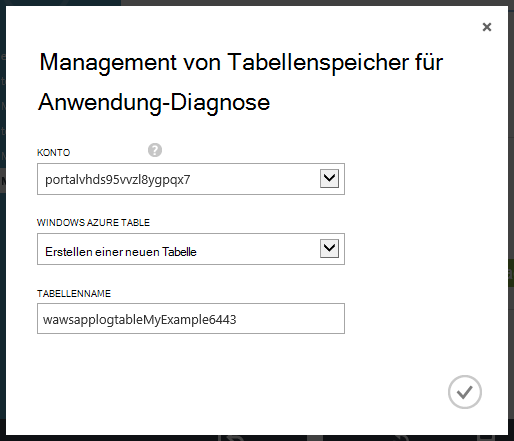 Management von Tabellenspeicher für
Anwendung-Diagnose
KONTO
?
portalvhds95vvzl8ygpqx7
WINDOWS AZURE TABLE
Erstellen einer neuen Tabelle
TABELLENNAME
wawsapplogtableMyExample6443